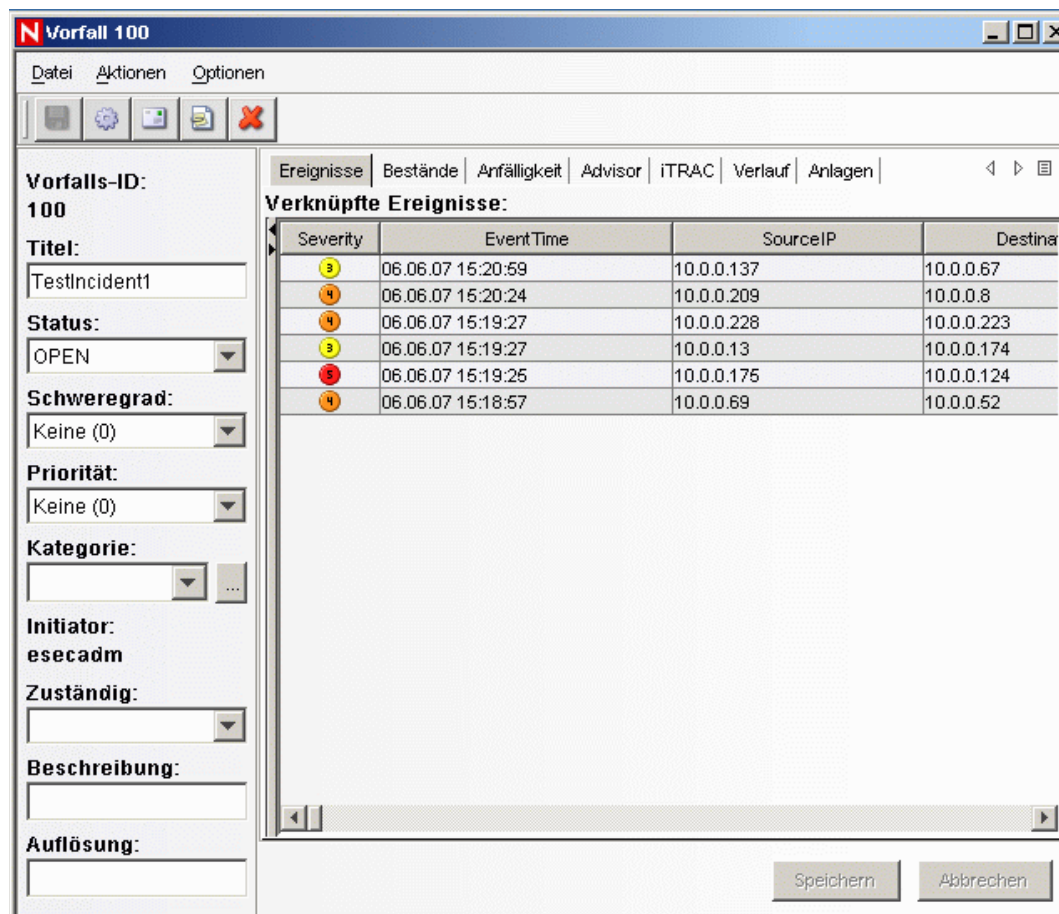 Vorfall 100
Datei Aktionen Optionen
Vorfalls-ID:
100
Titel:
TestIncident1
Status:
OPEN
Schweregrad:
Keine (0)
Priorität:
Keine (0)
Kategorie:
...
Initiator:
esecadm
Zuständig:
Beschreibung:
Auflösung:
Ereignisse Bestände Anfälligkeit Advisor iTRAC Verlauf Anlagen
Verknüpfte Ereignisse:
Severity EventTime SourceIP Destina
3 06.06.07 15:20:59 10.0.0.137 10.0.0.67
4 06.06.07 15:20:24 10.0.0.209 10.0.0.8
4 06.06.07 15:19:27 10.0.0.228 10.0.0.223
3 06.06.07 15:19:27 10.0.0.13 10.0.0.174
5 06.06.07 15:19:25 10.0.0.175 10.0.0.124
4 06.06.07 15:18:57 10.0.0.69 10.0.0.52
Speichern Abbrechen